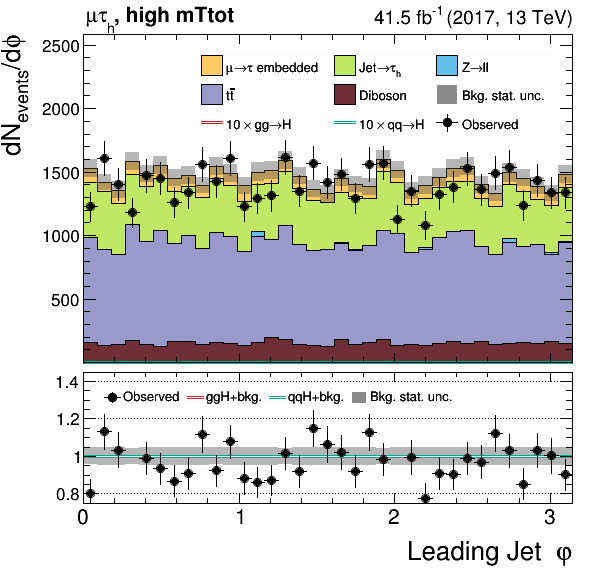 μτh, high mTtot
41.5 fb⁻¹ (2017, 13 TeV)
dNevents/dϕ
2500
2000
1500
1000
500
μ→τ embedded
Jet→τh
Z→ll
tt̄
Diboson
Bkg. stat. unc.
10 × gg→H
10 × qq→H
Observed
1.4
1.2
1.0
0.8
Observed
ggH+bkg.
qqH+bkg.
Bkg. stat. unc.
0
1
2
3
Leading Jet φ